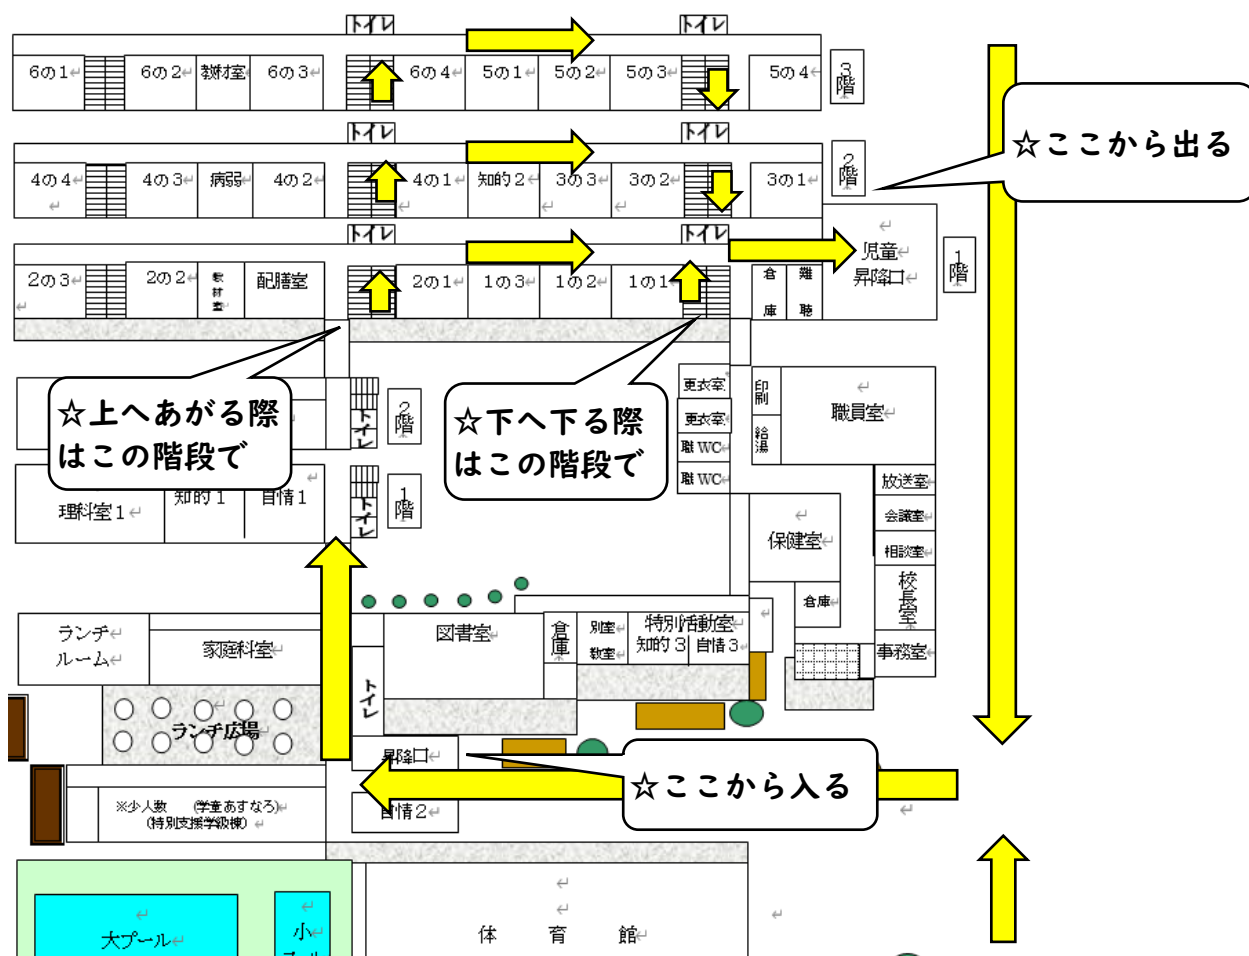 トイレ
トイレ
6の1
6の2
教材室
6の3
6の4
5の1
5の2
5の3
5の4
3階
トイレ
トイレ
☆ここから出る
4の4
4の3
病弱
4の2
4の1
知的2
3の3
3の2
3の1
2階
トイレ
トイレ
児童
昇降口
1階
2の3
2の2
教材室
配膳室
2の1
1の3
1の2
1の1
倉庫
難聴
☆上へあがる際
はこの階段で
☆下へ下る際
はこの階段で
トイレ
2階
更衣室
更衣室
職WC
職WC
印刷
給湯
職員室
理科室1
知的1
自情1
トイレ
1階
放送室
会議室
相談室
校長室
事務室
保健室
倉庫
ランチ
ルーム
家庭科室
図書室
倉庫
別室
教室
特別活動室
知的3
自情3
トイレ
ランチ広場
昇降口
☆ここから入る
※少人数 (学童あすなろ)
(特別支援学級棟)
自情2
大プール
小
プール
体育館